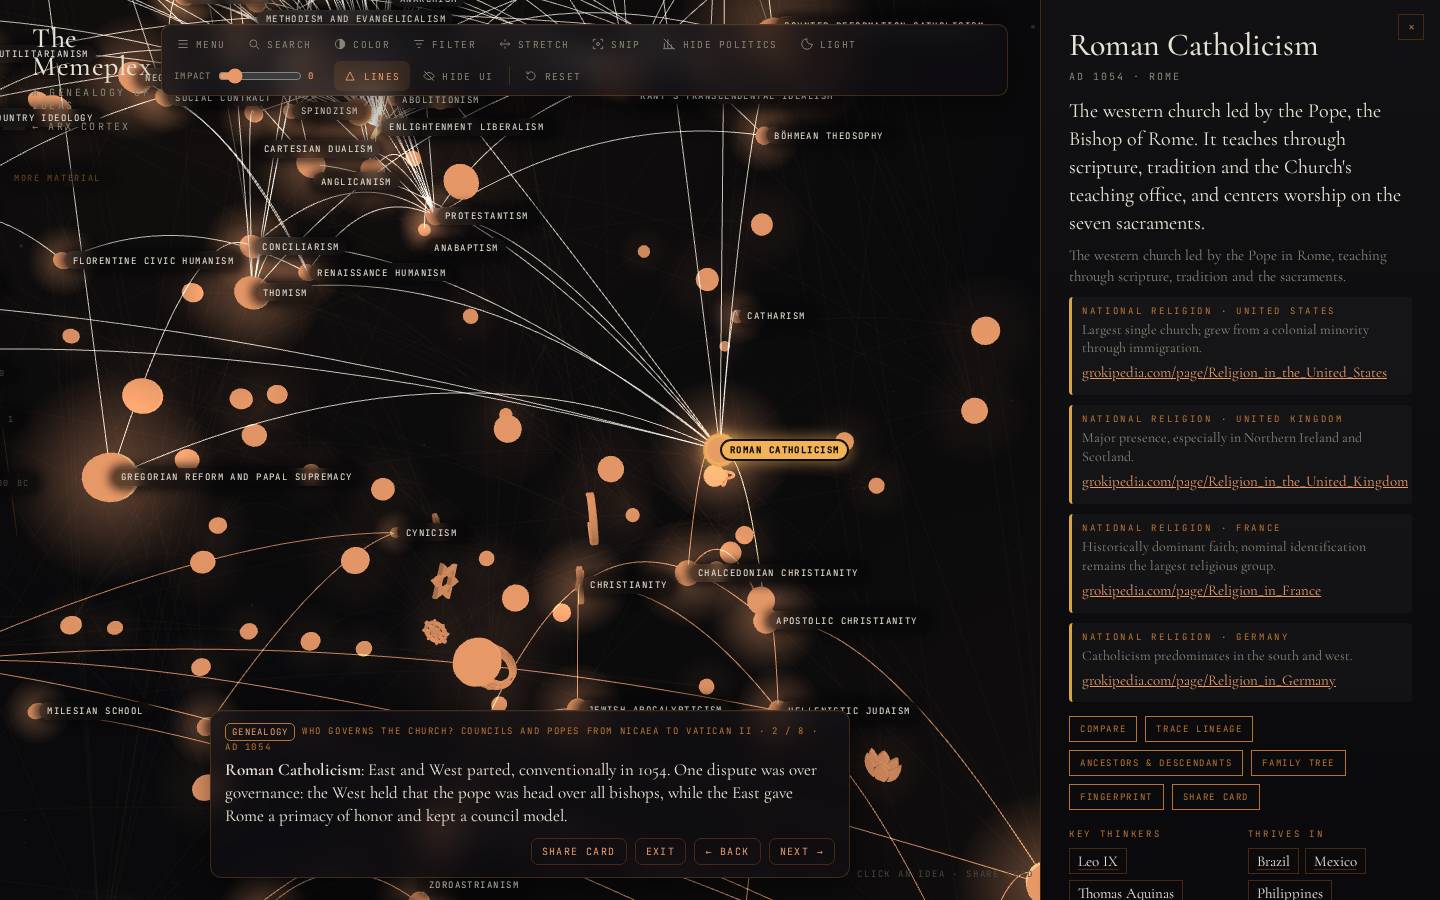 METHODISM AND EVANGELICALISM
The
Memeplex
UTILITARIANISM
← ARX CORTEX
MORE MATERIAL
MENU
SEARCH
COLOR
FILTER
STRETCH
SNIP
HIDE POLITICS
LIGHT
IMPACT
0
LINES
HIDE UI
RESET
SOCIAL CONTRACT
ABOLITIONISM
KANT'S TRANSCENDENTAL IDEALISM
SPINOZISM
ENLIGHTENMENT LIBERALISM
BÖHMEAN THEOSOPHY
CARTESIAN DUALISM
ANGLICANISM
PROTESTANTISM
CONCILIARISM
ANABAPTISM
FLORENTINE CIVIC HUMANISM
RENAISSANCE HUMANISM
THOMISM
CATHARISM
ROMAN CATHOLICISM
GREGORIAN REFORM AND PAPAL SUPREMACY
CYNICISM
CHRISTIANITY
CHALCEDONIAN CHRISTIANITY
APOSTOLIC CHRISTIANITY
MILESIAN SCHOOL
JEWISH APOCALYPTICISM
HELLENISTIC JUDAISM
GENEALOGY
WHO GOVERNS THE CHURCH? COUNCILS AND POPES FROM NICAEA TO VATICAN II · 2 / 8 ·
AD 1054
Roman Catholicism: East and West parted, conventionally in 1054. One dispute was over
governance: the West held that the pope was head over all bishops, while the East gave
Rome a primacy of honor and kept a council model.
SHARE CARD
EXIT
← BACK
NEXT →
CLICK AN IDEA · SHARE
ZOROASTRIANISM
×
Roman Catholicism
AD 1054 · ROME
The western church led by the Pope, the
Bishop of Rome. It teaches through
scripture, tradition and the Church's
teaching office, and centers worship on the
seven sacraments.
The western church led by the Pope in Rome, teaching
through scripture, tradition and the sacraments.
NATIONAL RELIGION · UNITED STATES
Largest single church; grew from a colonial minority
through immigration.
grokipedia.com/page/Religion_in_the_United_States
NATIONAL RELIGION · UNITED KINGDOM
Major presence, especially in Northern Ireland and
Scotland.
grokipedia.com/page/Religion_in_the_United_Kingdom
NATIONAL RELIGION · FRANCE
Historically dominant faith; nominal identification
remains the largest religious group.
grokipedia.com/page/Religion_in_France
NATIONAL RELIGION · GERMANY
Catholicism predominates in the south and west.
grokipedia.com/page/Religion_in_Germany
COMPARE
TRACE LINEAGE
ANCESTORS & DESCENDANTS
FAMILY TREE
FINGERPRINT
SHARE CARD
KEY THINKERS
Leo IX
Thomas Aquinas
THRIVES IN
Brazil
Mexico
Philippines